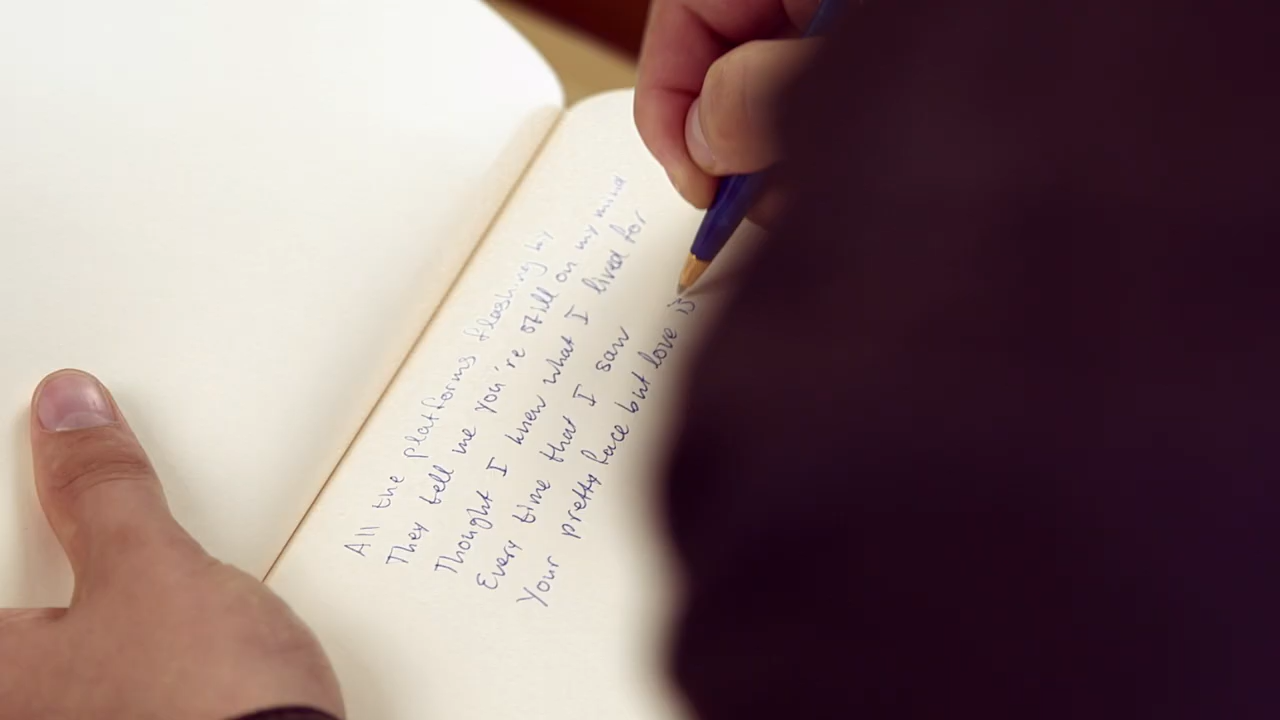 All the platforms flashing by
They tell me you're still on my mind
Thought I knew what I lived for
Every time that I saw
Your pretty face but love is